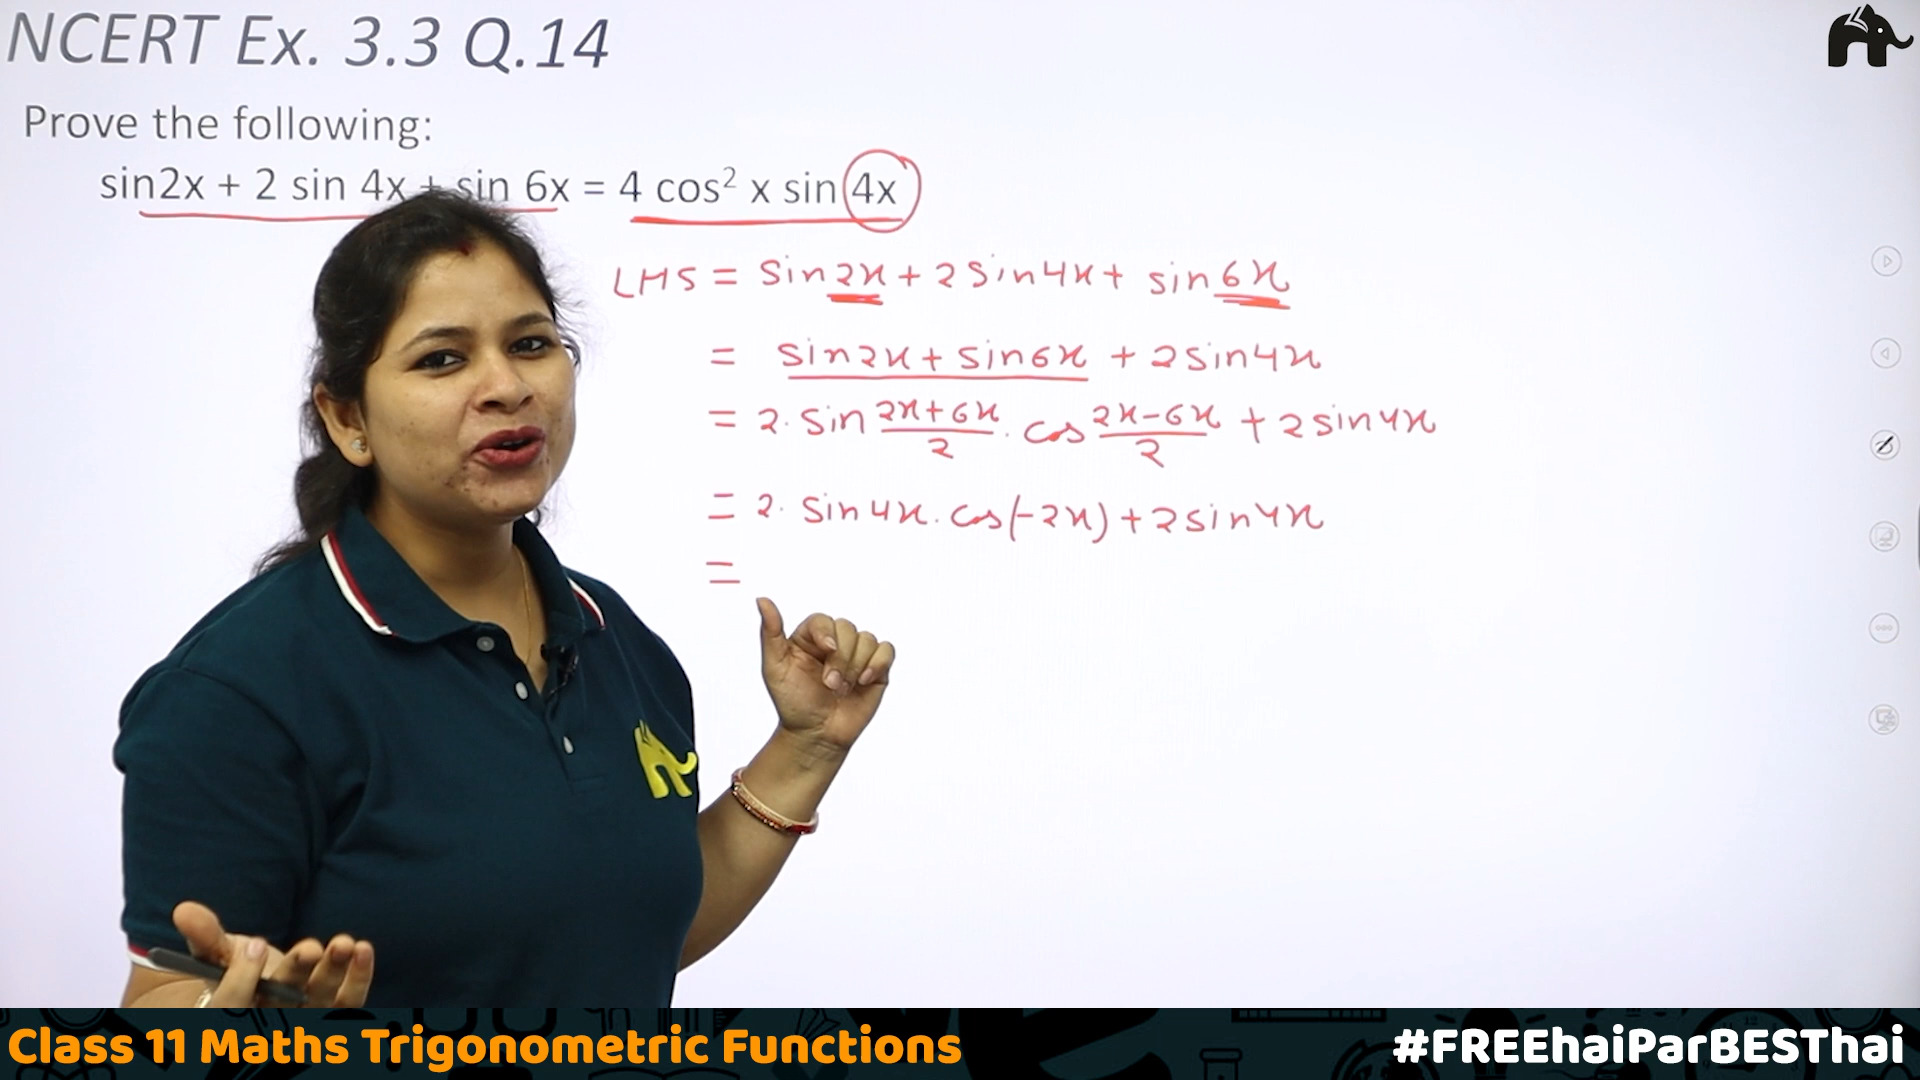 NCERT Ex. 3.3 Q.14
Prove the following:
sin2x + 2 sin 4x + sin 6x = 4 cos² x sin 4x
LHS = sin2x + 2sin4x + sin6x
= sin2x + sin6x + 2sin4x
= 2. sin (2x+6x)/2 . cos (2x-6x)/2 + 2sin4x
= 2. sin4x. cos(-2x) + 2sin4x
=
Class 11 Maths Trigonometric Functions
#FREEhaiParBESThai